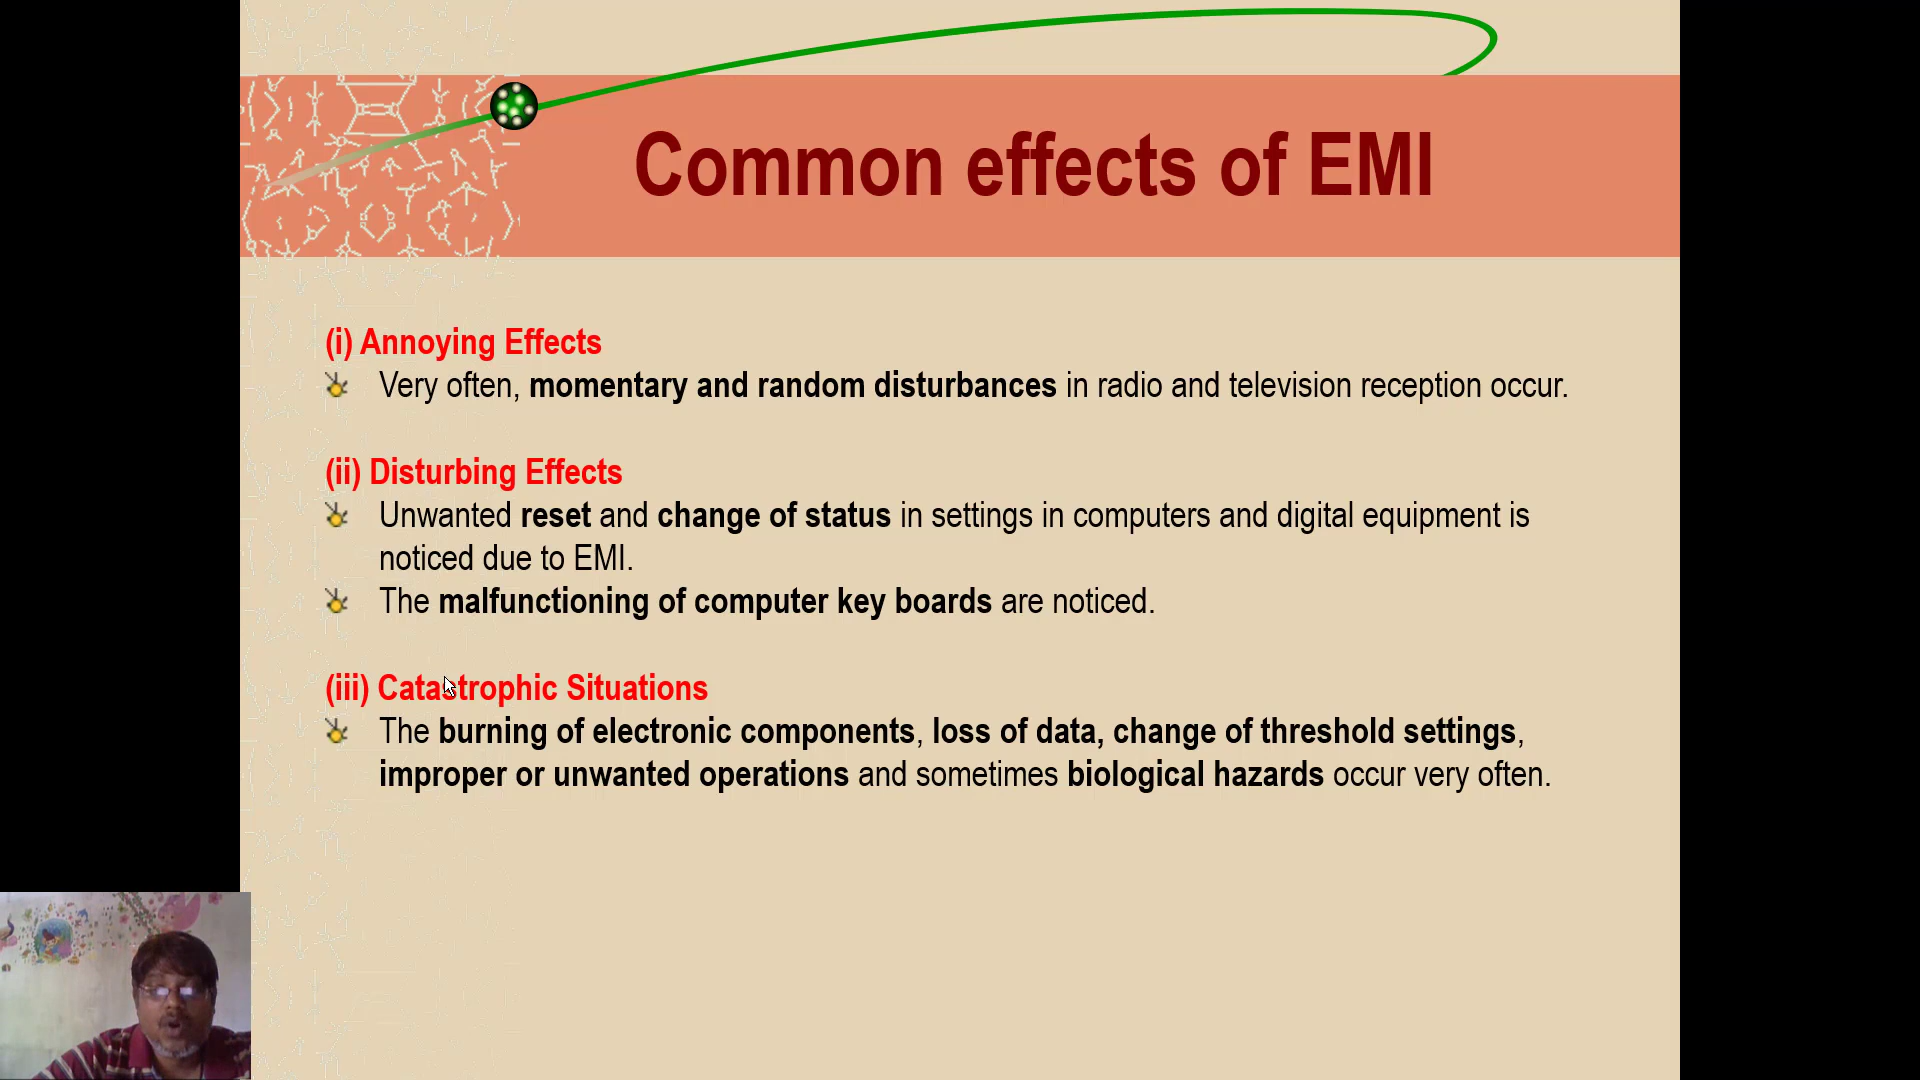 Common effects of EMI
(i) Annoying Effects
Very often, momentary and random disturbances in radio and television reception occur.
(ii) Disturbing Effects
Unwanted reset and change of status in settings in computers and digital equipment is
noticed due to EMI.
The malfunctioning of computer key boards are noticed.
(iii) Catastrophic Situations
The burning of electronic components, loss of data, change of threshold settings,
improper or unwanted operations and sometimes biological hazards occur very often.